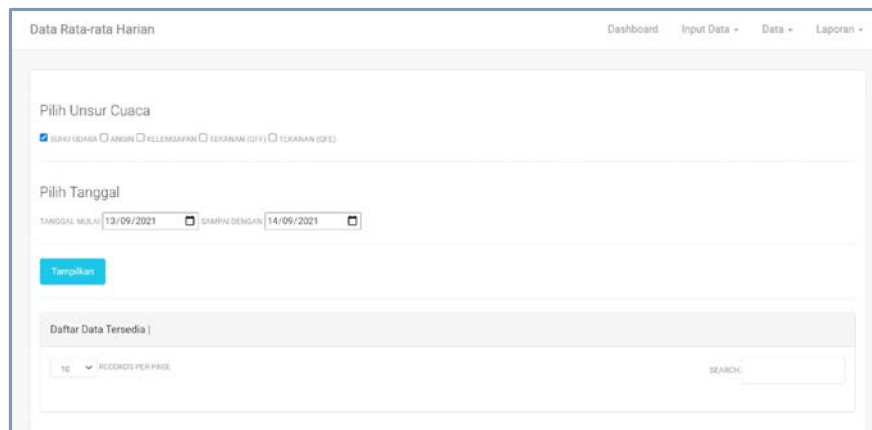 Data Rata-rata Harian Dashboard Input Data Data Laporan
Pilih Unsur Cuaca
SUHU UDARA ANGIN KELEMBAPAN TEKANAN (QFF) TEKANAN (QFE)
Pilih Tanggal
TANGGAL MULAI 13/09/2021 SAMPAI DENGAN 14/09/2021
Tampilkan
Daftar Data Tersedia |
10 RECORDS PER PAGE SEARCH: